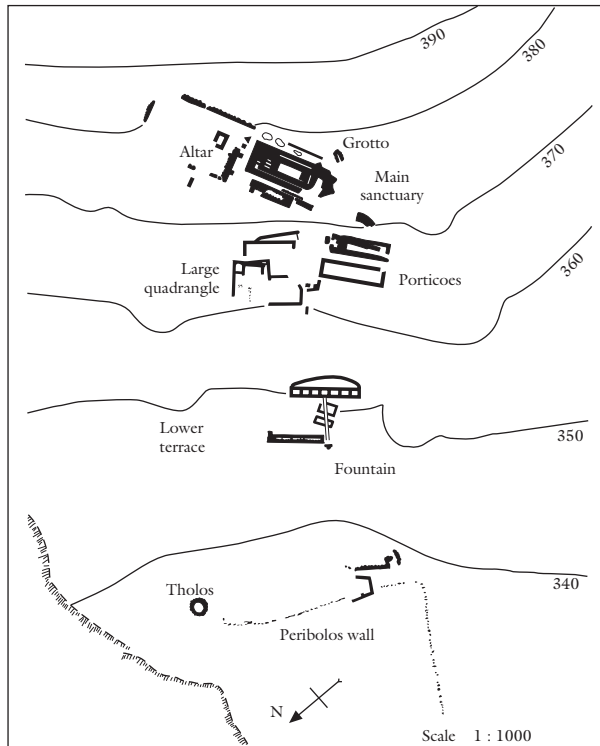 390
380
Grotto
Altar
370
Main
sanctuary
360
Large
quadrangle
Porticoes
Lower
terrace
350
Fountain
340
Tholos
Peribolos wall
N
Scale 1 : 1000